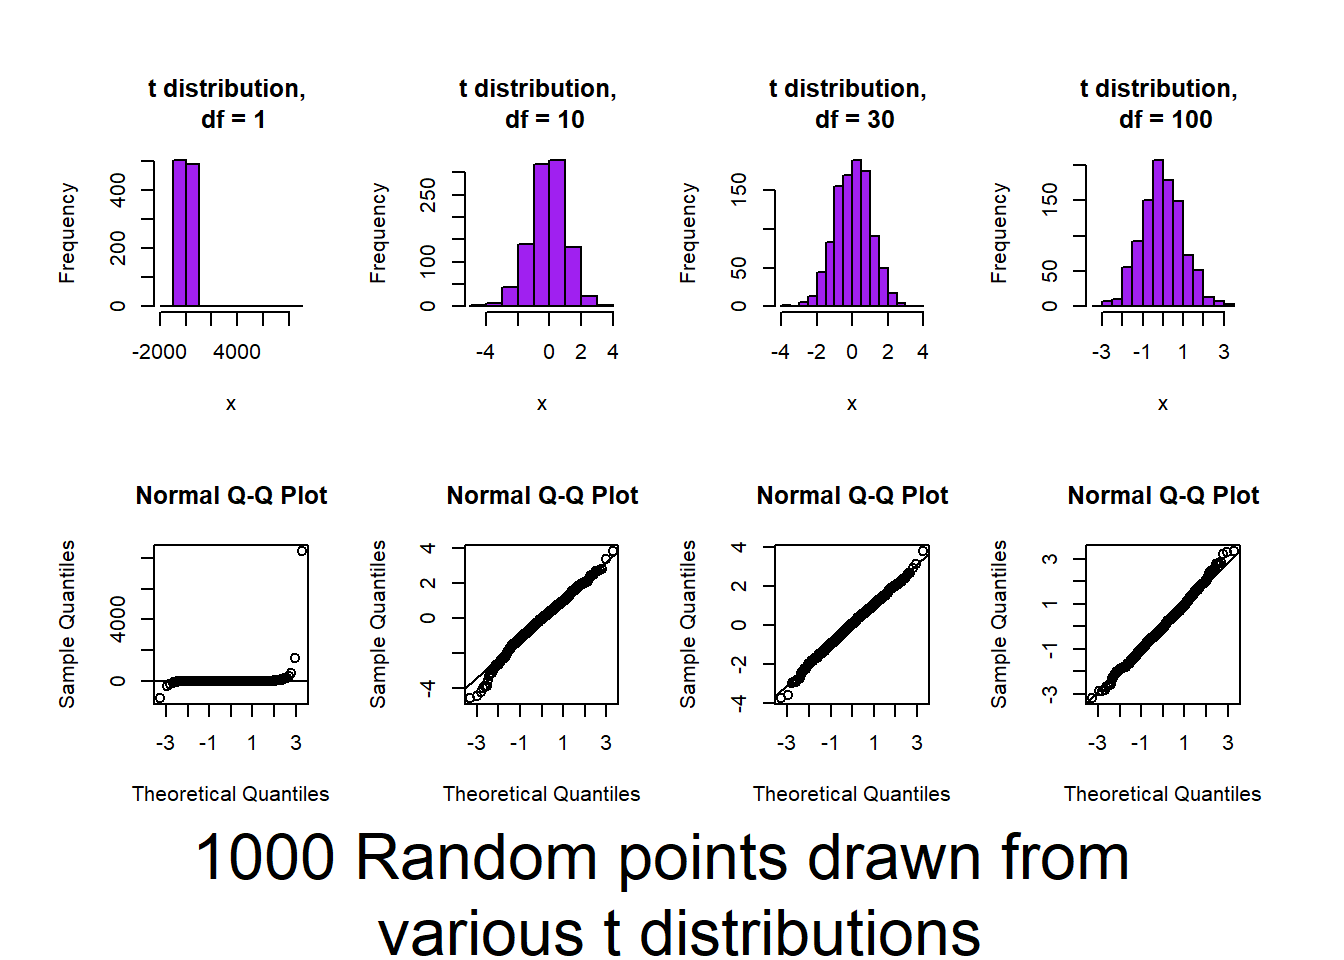 t distribution,
df = 1
t distribution,
df = 10
t distribution,
df = 30
t distribution,
df = 100
Frequency
0 200 400
-2000 4000
x
Frequency
0 100 250
-4 0 2 4
x
Frequency
0 50 150
-4 -2 0 2 4
x
Frequency
0 50 150
-3 -1 1 3
x
Normal Q-Q Plot
Sample Quantiles
0 4000
-3 -1 1 3
Theoretical Quantiles
Normal Q-Q Plot
Sample Quantiles
-4 0 2 4
-3 -1 1 3
Theoretical Quantiles
Normal Q-Q Plot
Sample Quantiles
-4 -2 0 2 4
-3 -1 1 3
Theoretical Quantiles
Normal Q-Q Plot
Sample Quantiles
-3 -1 1 3
-3 -1 1 3
Theoretical Quantiles
1000 Random points drawn from
various t distributions